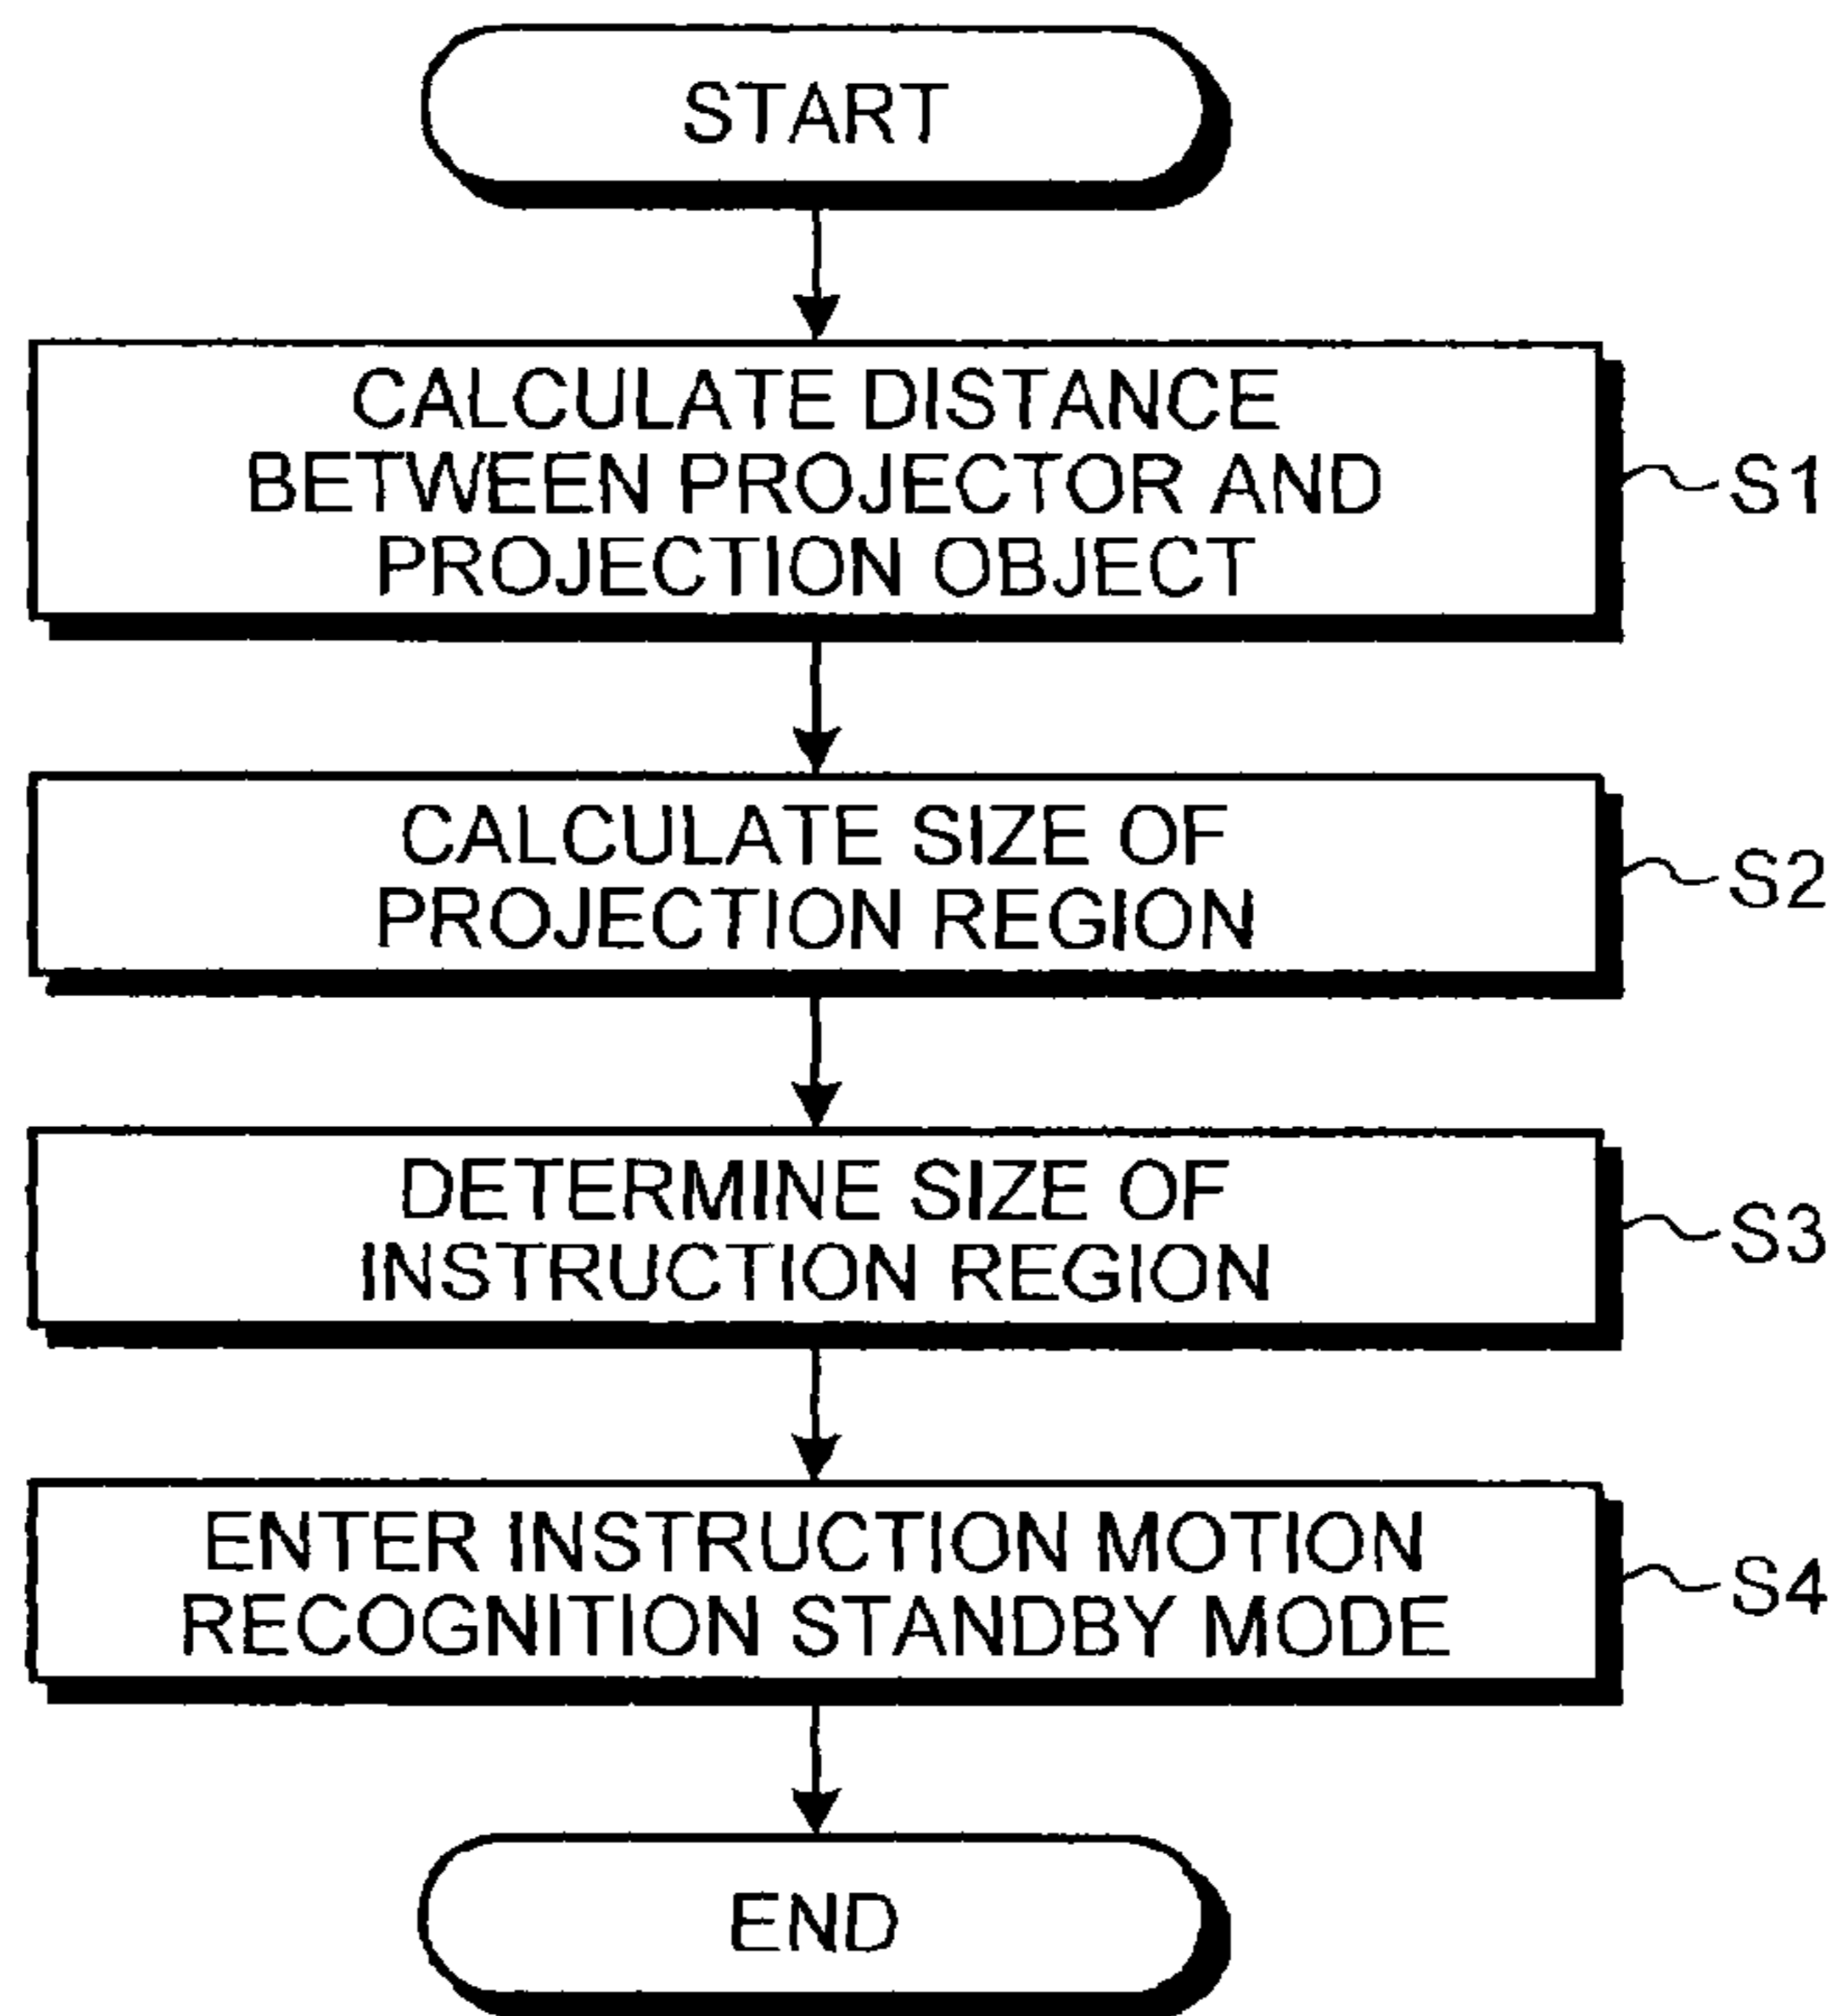 START
CALCULATE DISTANCE
BETWEEN PROJECTOR AND
PROJECTION OBJECT
S1
CALCULATE SIZE OF
PROJECTION REGION
S2
DETERMINE SIZE OF
INSTRUCTION REGION
S3
ENTER INSTRUCTION MOTION
RECOGNITION STANDBY MODE
S4
END